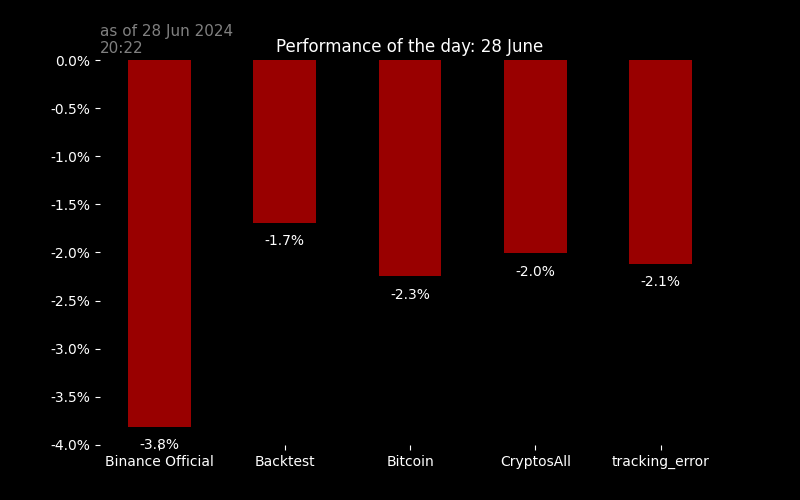 as of 28 Jun 2024
20:22
Performance of the day: 28 June
0.0%
-0.5%
-1.0%
-1.5%
-2.0%
-2.5%
-3.0%
-3.5%
-4.0%
-3.8%
-1.7%
-2.3%
-2.0%
-2.1%
Binance Official
Backtest
Bitcoin
CryptosAll
tracking_error